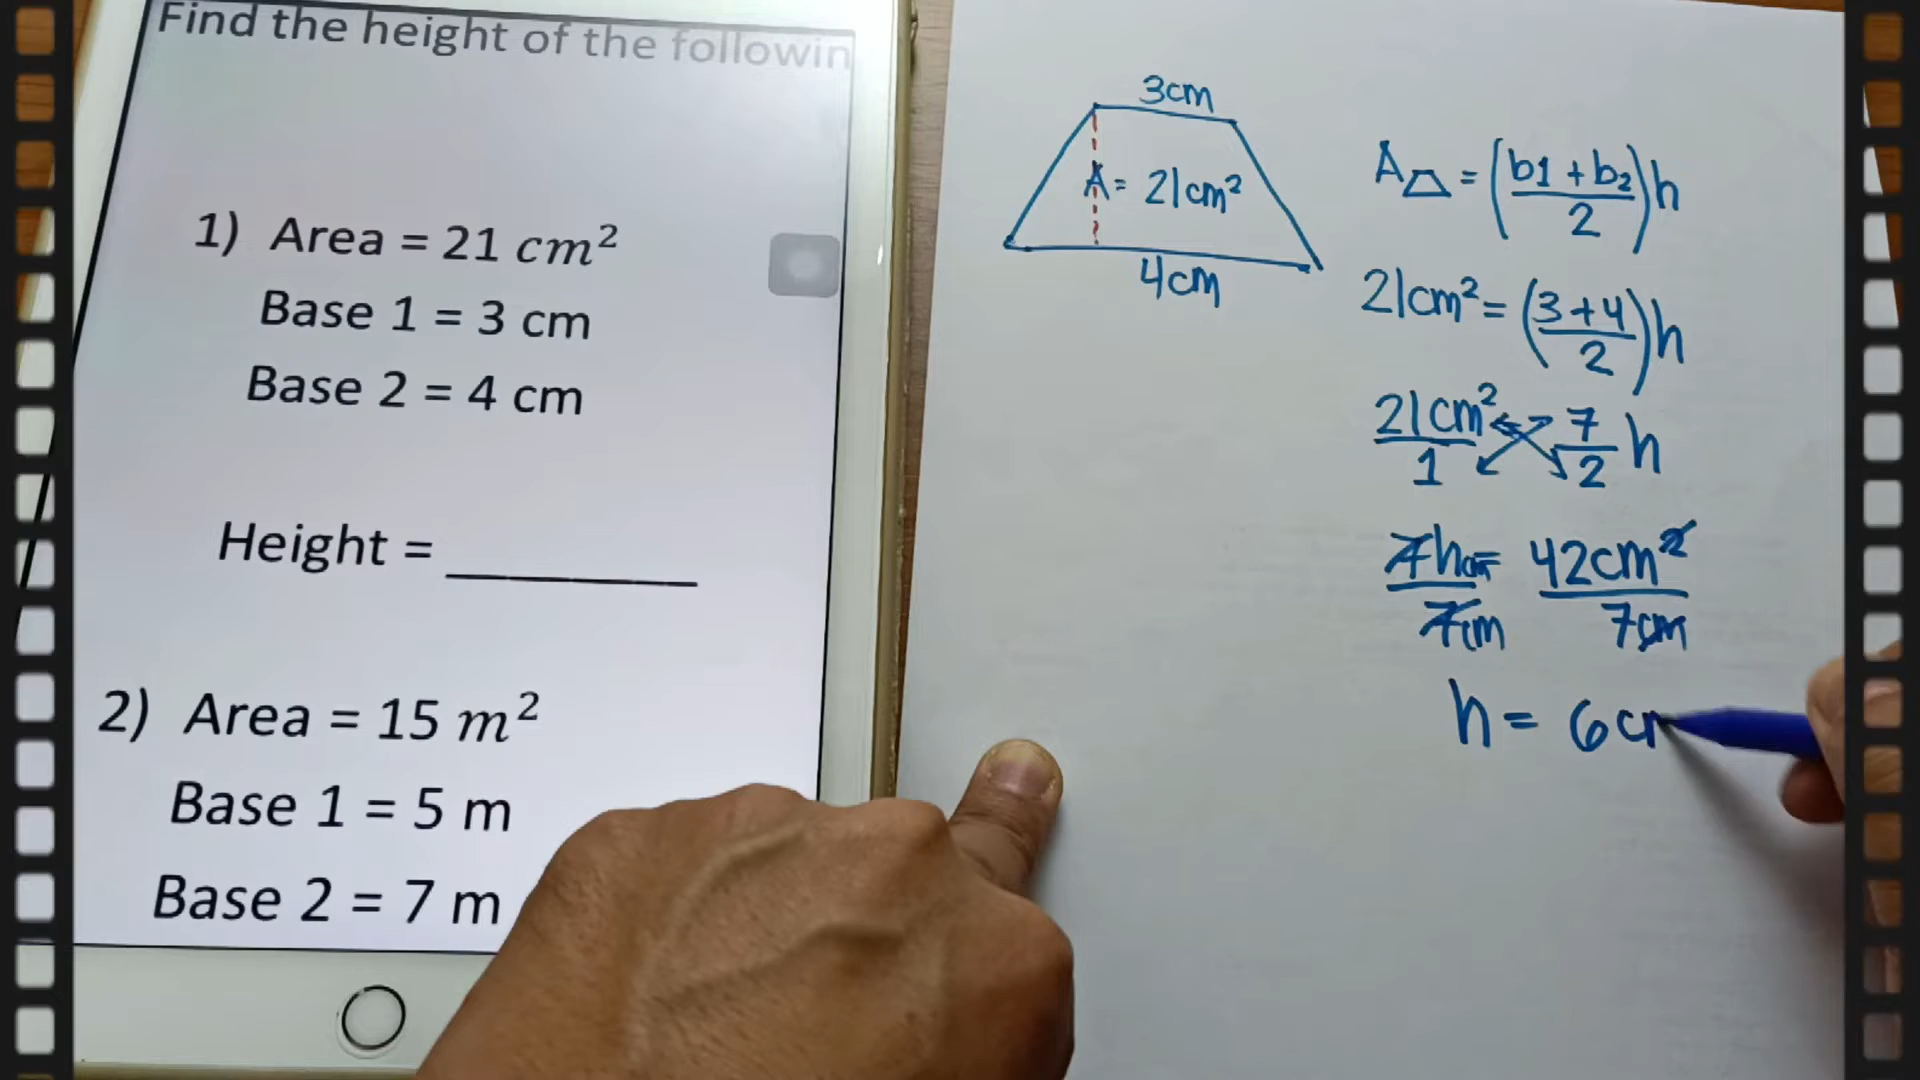 Find the height of the followin
1) Area = 21 cm²
Base 1 = 3 cm
Base 2 = 4 cm
Height = ________
2) Area = 15 m²
Base 1 = 5 m
Base 2 = 7 m
3cm
A = 21cm²
4cm
A⏢ = (b1 + b2 / 2) h
21cm² = (3+4 / 2) h
21cm² / 1 7/2 h
7h cm / 7cm = 42cm² / 7cm
h = 6c